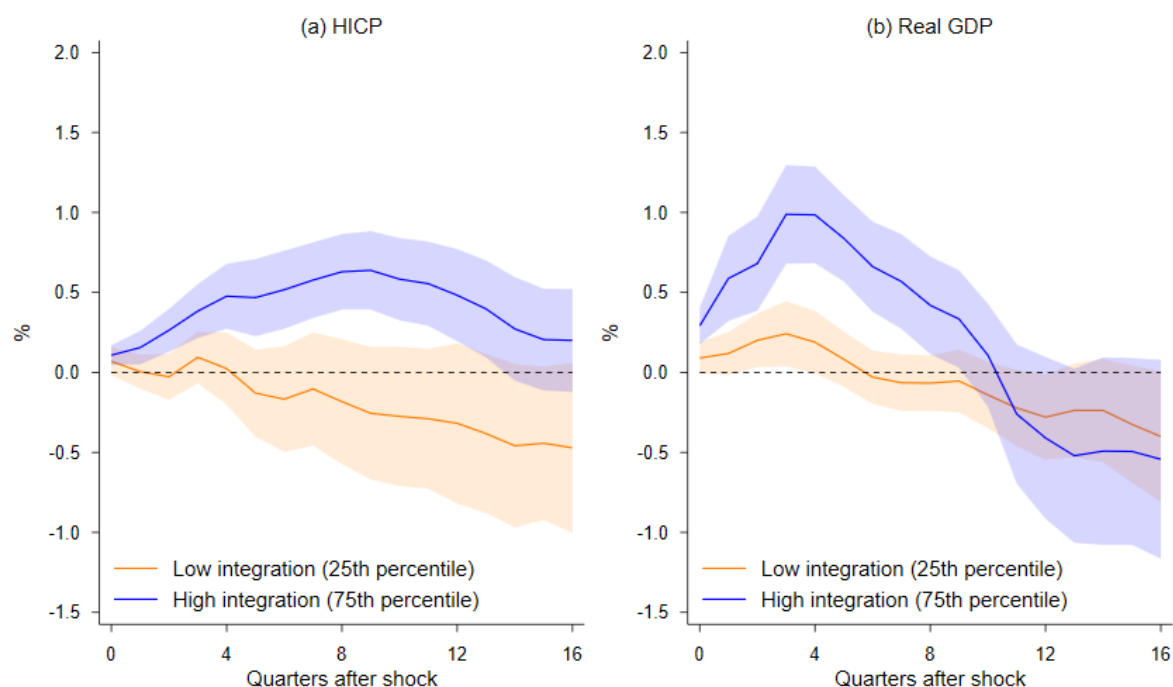 (a) HICP
2.0
1.5
1.0
0.5
0.0
-0.5
-1.0
-1.5
%
Low integration (25th percentile)
High integration (75th percentile)
0 4 8 12 16
Quarters after shock
(b) Real GDP
2.0
1.5
1.0
0.5
0.0
-0.5
-1.0
-1.5
%
Low integration (25th percentile)
High integration (75th percentile)
0 4 8 12 16
Quarters after shock